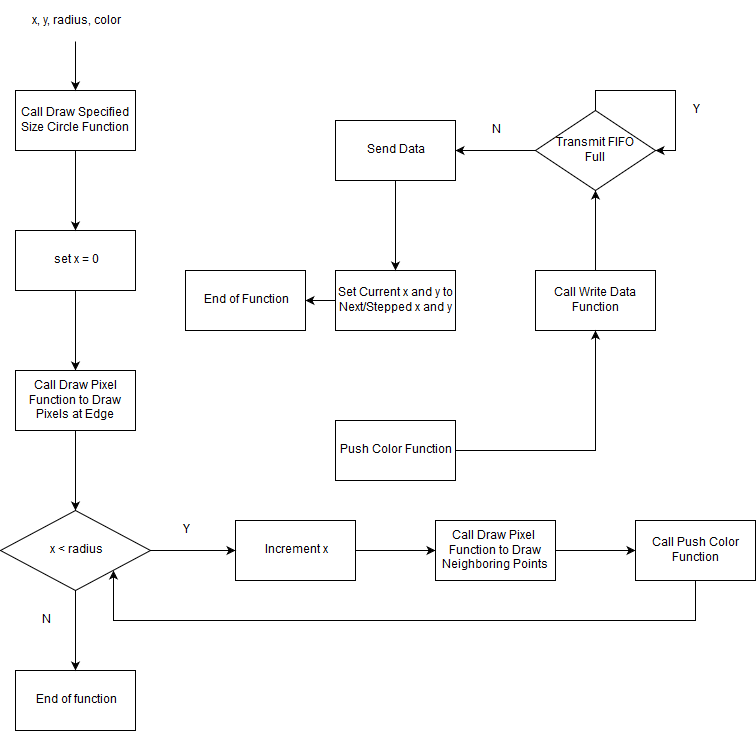 x, y, radius, color
Call Draw Specified
Size Circle Function
set x = 0
Call Draw Pixel
Function to Draw
Pixels at Edge
x < radius
Y
N
End of function
Increment x
Call Draw Pixel
Function to Draw
Neighboring Points
Call Push Color
Function
Push Color Function
Call Write Data
Function
Transmit FIFO
Full
Y
N
Send Data
Set Current x and y to
Next/Stepped x and y
End of Function